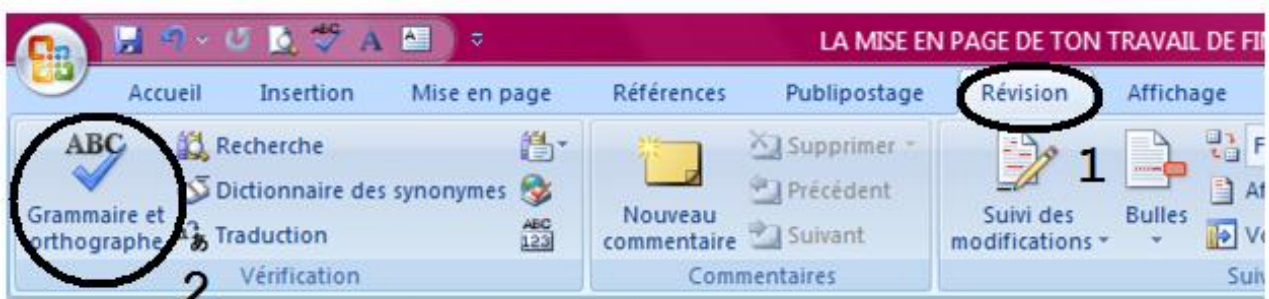 LA MISE EN PAGE DE TON TRAVAIL DE
Accueil Insertion Mise en page Références Publipostage Révision Affichage
ABC
Grammaire et
orthographe
Recherche
Dictionnaire des synonymes
Traduction
ABC
123
Vérification
2
Nouveau
commentaire
Supprimer
Précédent
Suivant
Commentaires
Suivi des
modifications
1
Bulles